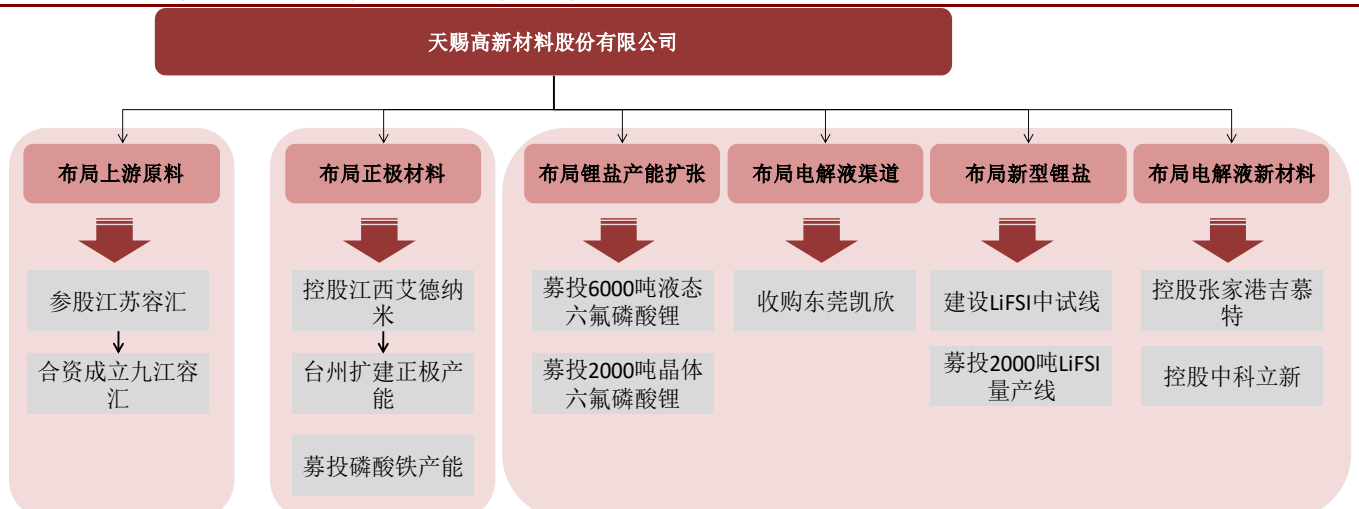 天赐高新材料股份有限公司
布局上游原料
布局正极材料
布局锂盐产能扩张
布局电解液渠道
布局新型锂盐
布局电解液新材料
参股江苏容汇
合资成立九江容
汇
控股江西艾德纳
米
台州扩建正极产
能
募投磷酸铁产能
募投6000吨液态
六氟磷酸锂
募投2000吨晶体
六氟磷酸锂
收购东莞凯欣
建设LiFSI中试线
募投2000吨LiFSI
量产线
控股张家港吉慕
特
控股中科立新